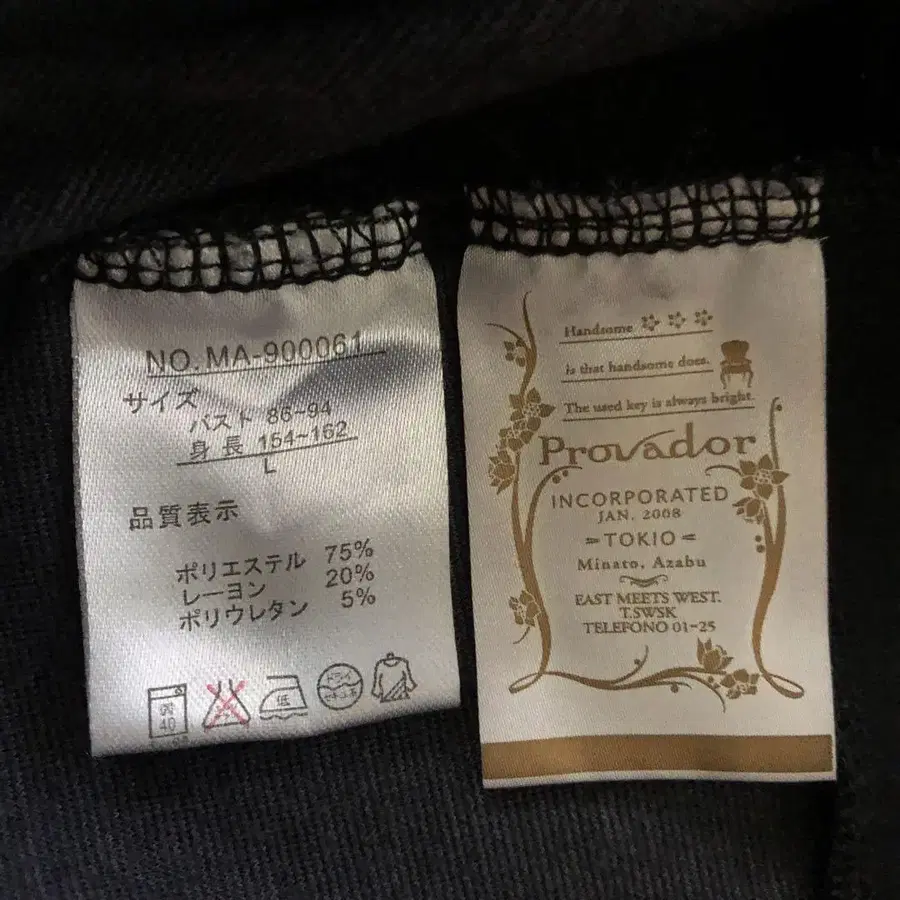 NO. MA-900061
サイズ
バスト 86-94
身長 154-162
L
品質表示
ポリエステル 75%
レーヨン 20%
ポリウレタン 5%
40
低
Handsome
is that handsome does.
The used key is always bright.
Provador
INCORPORATED
JAN. 2008
TOKIO
Minato, Azabu
EAST MEETS WEST.
T.SWSK
TELEFONO 01-25